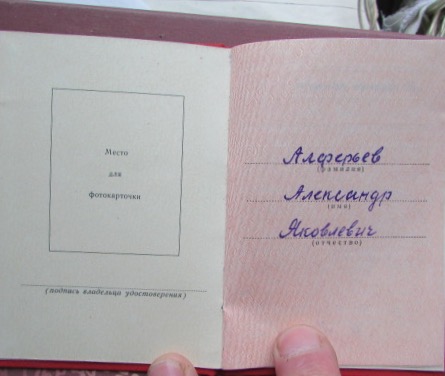 Место
для
фотокарточки
(подпись владельца удостоверения)
Алферьев
(фамилия)
Александр
(имя)
Яковлевич
(отчество)